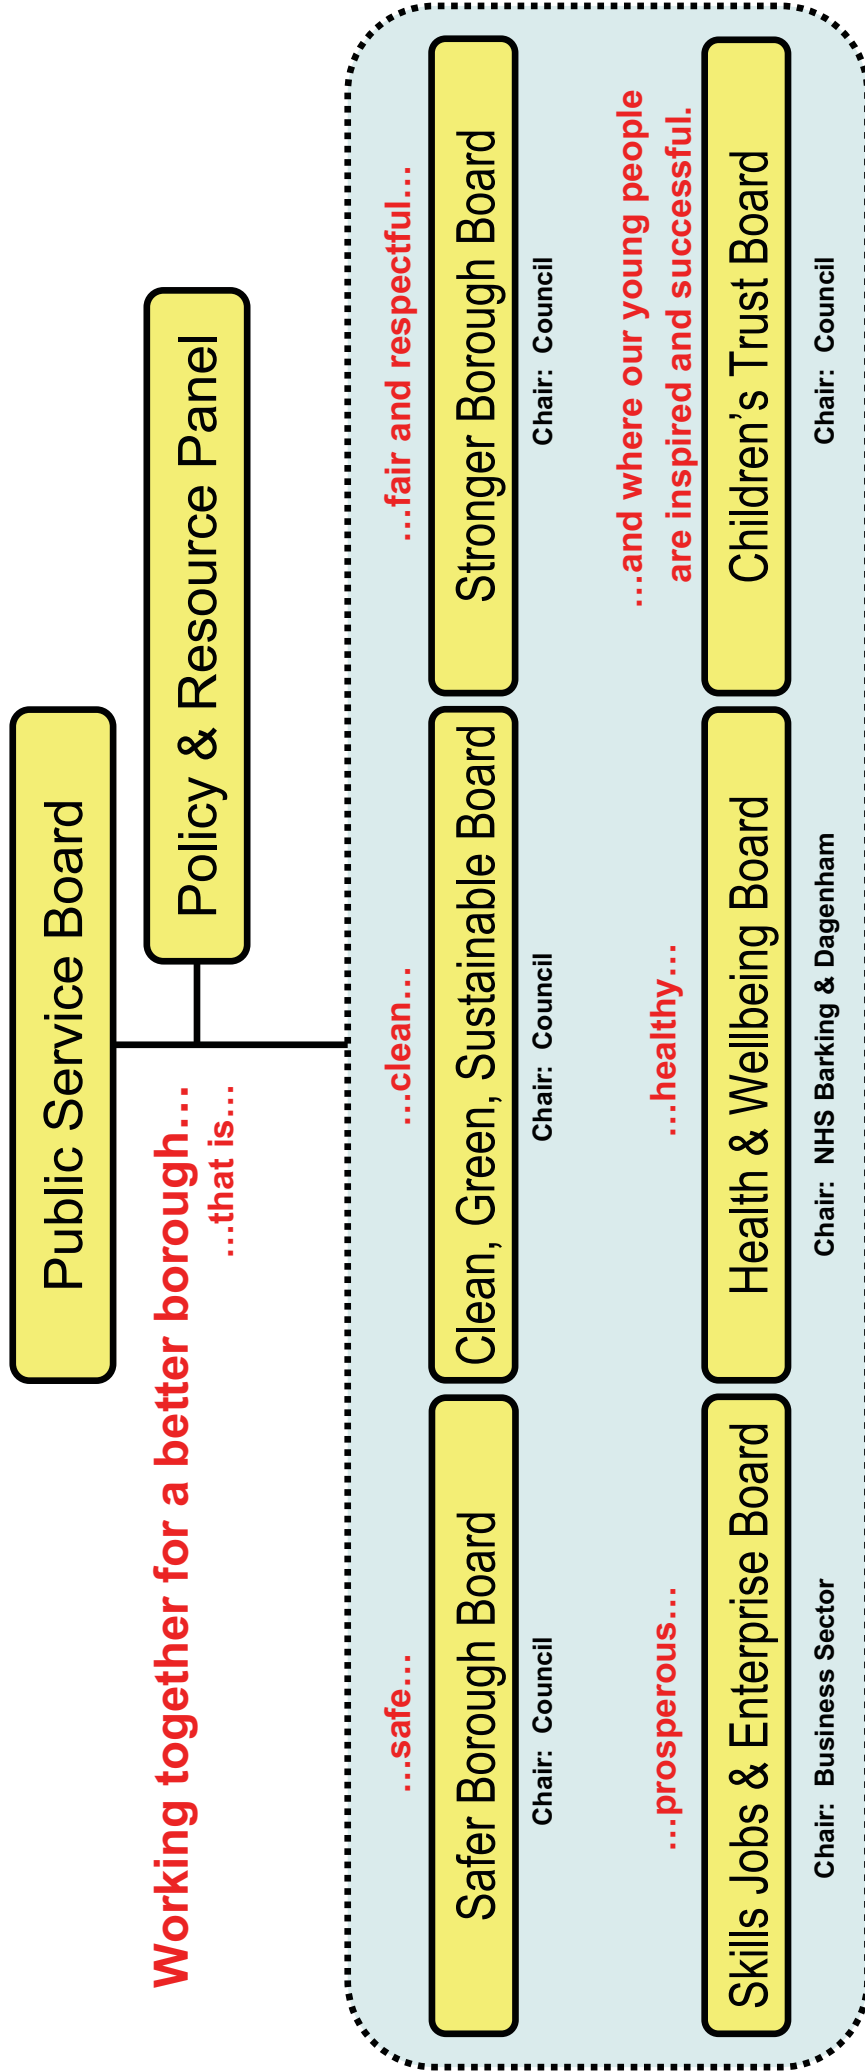 Public Service Board
Policy & Resource Panel
Working together for a better borough…
…that is…
…safe…
Safer Borough Board
Chair: Council
…clean…
Clean, Green, Sustainable Board
Chair: Council
…fair and respectful…
Stronger Borough Board
Chair: Council
…prosperous…
Skills Jobs & Enterprise Board
Chair: Business Sector
…healthy…
Health & Wellbeing Board
Chair: NHS Barking & Dagenham
…and where our young people
are inspired and successful.
Children’s Trust Board
Chair: Council